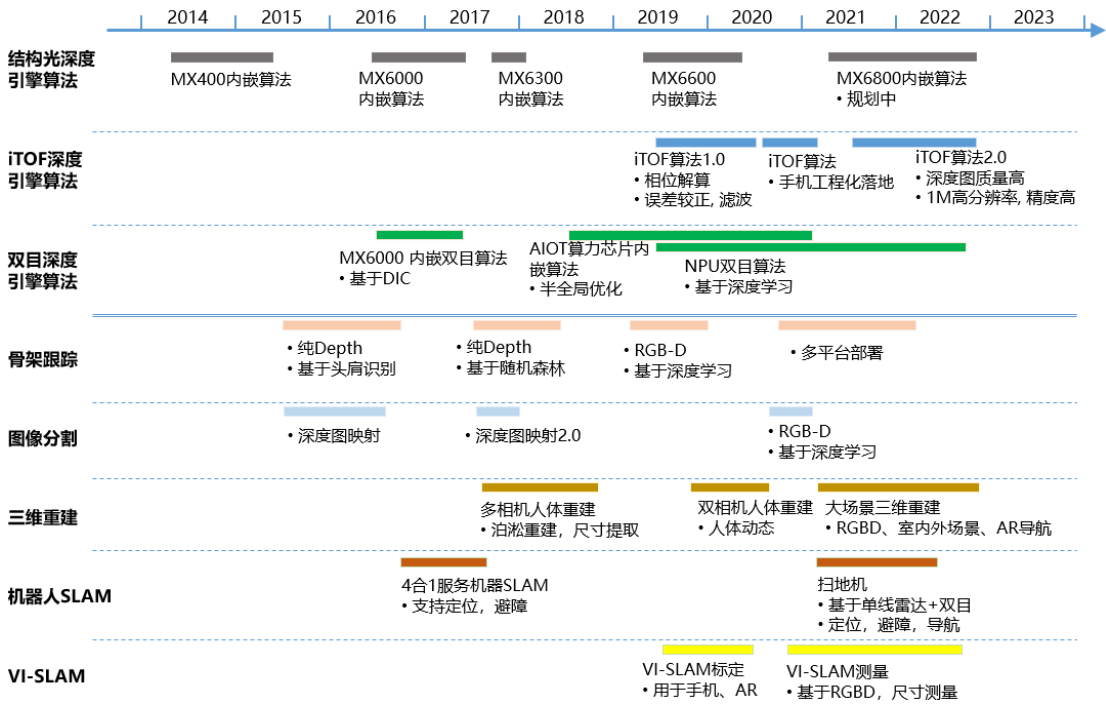 2014 2015 2016 2017 2018 2019 2020 2021 2022 2023
结构光深度
引擎算法
MX400内嵌算法
MX6000
内嵌算法
MX6300
内嵌算法
MX6600
内嵌算法
MX6800内嵌算法
• 规划中
iTOF深度
引擎算法
iTOF算法1.0
• 相位解算
• 误差较正, 滤波
iTOF算法
• 手机工程化落地
iTOF算法2.0
• 深度图质量高
• 1M高分辨率, 精度高
双目深度
引擎算法
MX6000 内嵌双目算法
• 基于DIC
AIOT算力芯片内
嵌算法
• 半全局优化
NPU双目算法
• 基于深度学习
骨架跟踪
• 纯Depth
• 基于头肩识别
• 纯Depth
• 基于随机森林
• RGB-D
• 基于深度学习
• 多平台部署
图像分割
• 深度图映射
• 深度图映射2.0
• RGB-D
• 基于深度学习
三维重建
多相机人体重建
• 泊淞重建，尺寸提取
双相机人体重建
• 人体动态
大场景三维重建
• RGBD、室内外场景、AR导航
机器人SLAM
4合1服务机器SLAM
• 支持定位，避障
扫地机
• 基于单线雷达+双目
• 定位，避障，导航
VI-SLAM
VI-SLAM标定
• 用于手机、AR
VI-SLAM测量
• 基于RGBD，尺寸测量